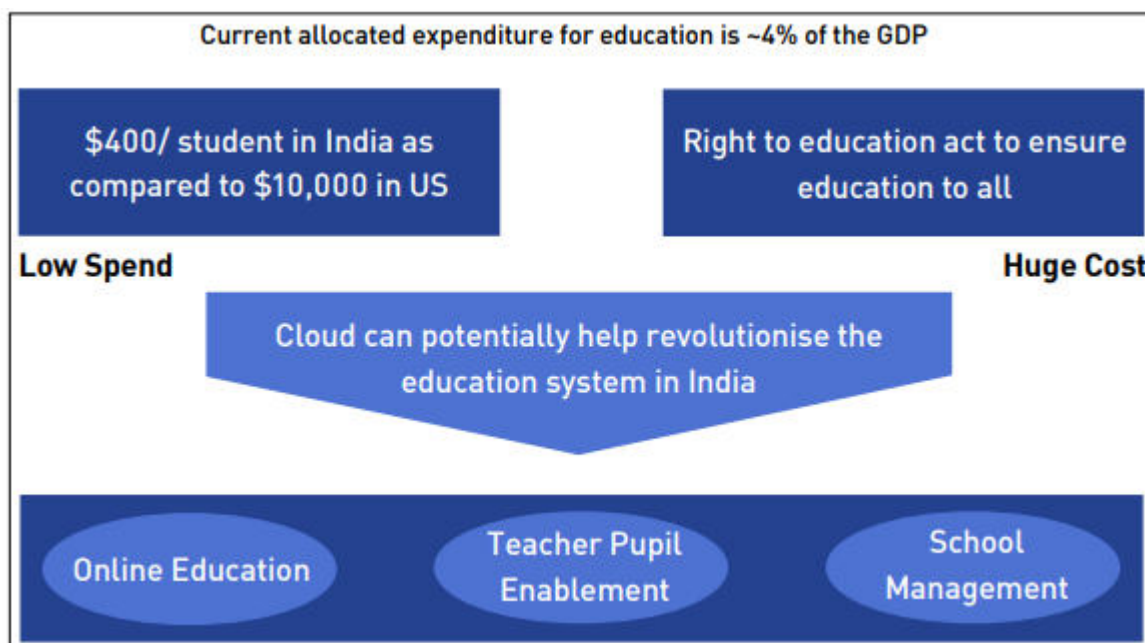 Current allocated expenditure for education is ~4% of the GDP
$400/ student in India as
compared to $10,000 in US
Right to education act to ensure
education to all
Low Spend
Huge Cost
Cloud can potentially help revolutionise the
education system in India
Online Education
Teacher Pupil
Enablement
School
Management